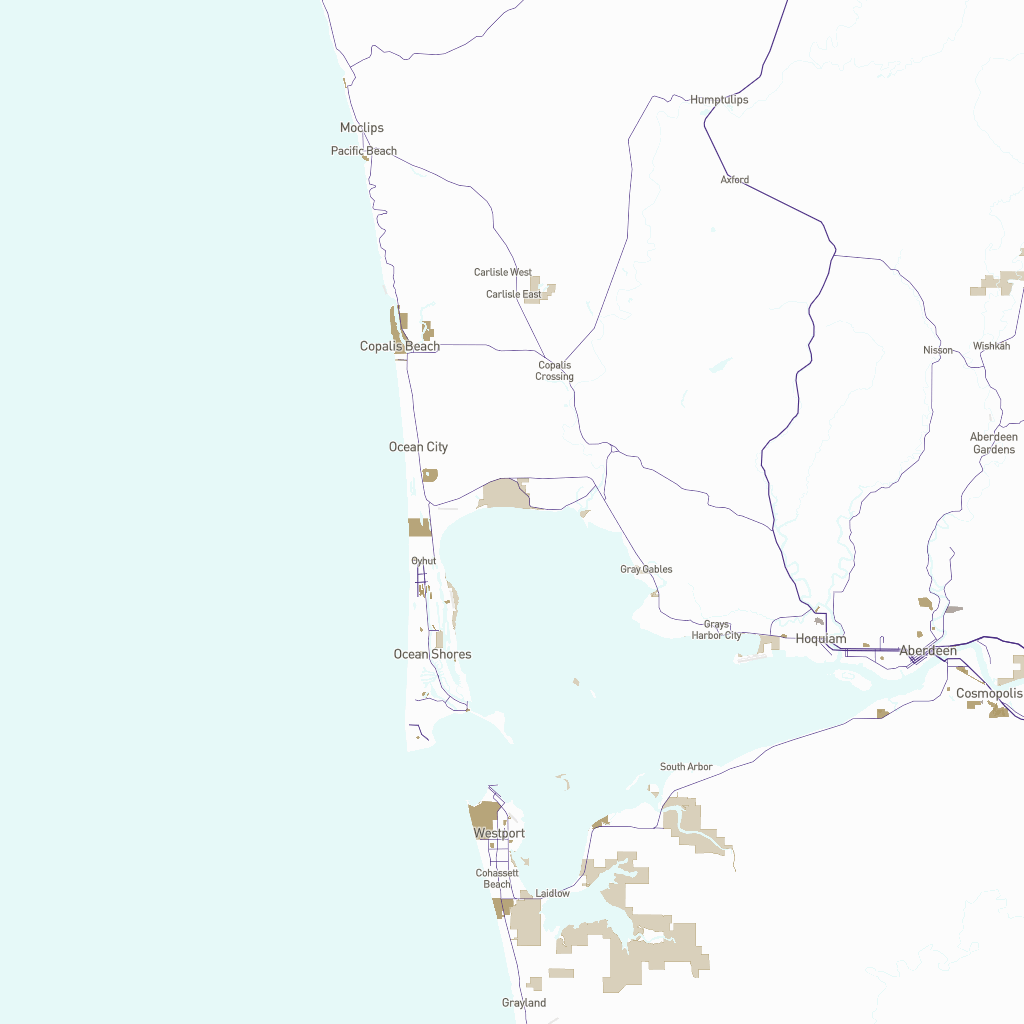 Humptulips
Moclips
Pacific Beach
Axford
Carlisle West
Carlisle East
Copalis Beach
Nisson
Wishkah
Copalis
Crossing
Ocean City
Aberdeen
Gardens
Oyhut
Gray Gables
Grays
Harbor City
Hoquiam
Ocean Shores
Aberdeen
Cosmopolis
South Arbor
Westport
Cohassett
Beach
Laidlow
Grayland